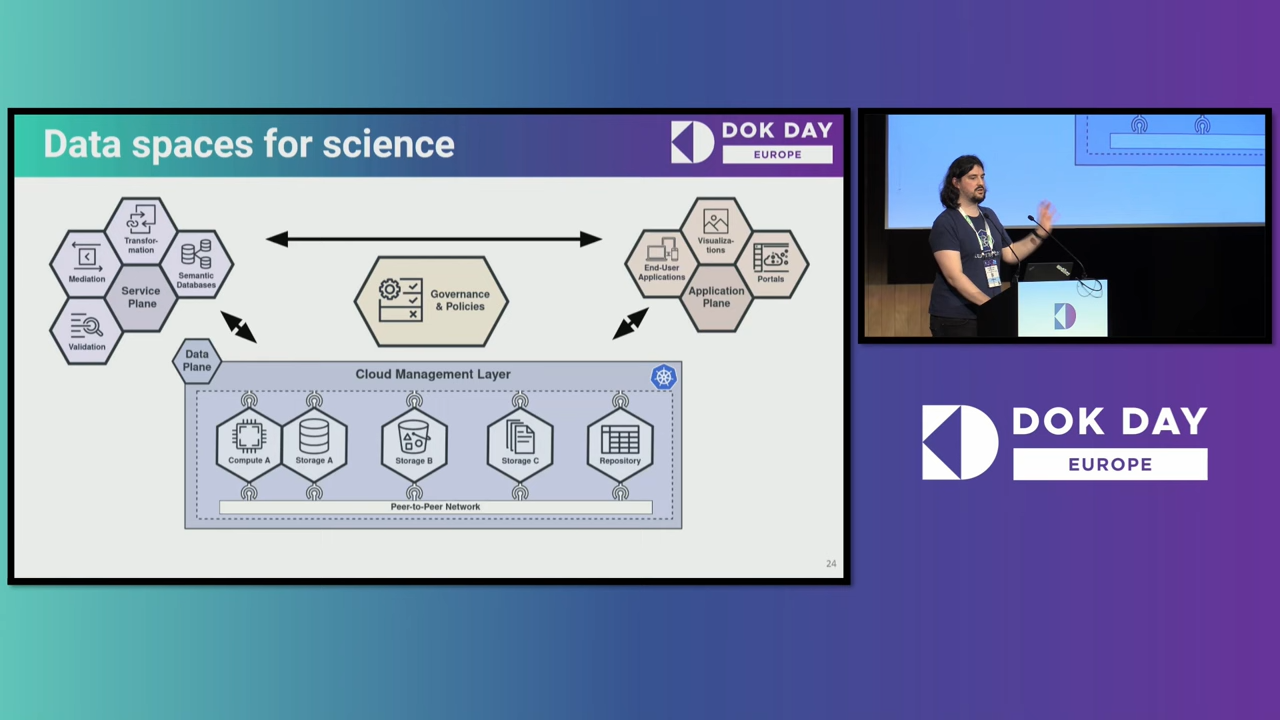 Data spaces for science
DOK DAY
EUROPE
Transfor-
mation
Mediation
Semantic
Databases
Service
Plane
Validation
Governance
& Policies
Visualiza-
tions
End-User
Applications
Portals
Application
Plane
Data
Plane
Cloud Management Layer
Compute A
Storage A
Storage B
Storage C
Repository
Peer-to-Peer Network
24
DOK DAY
EUROPE